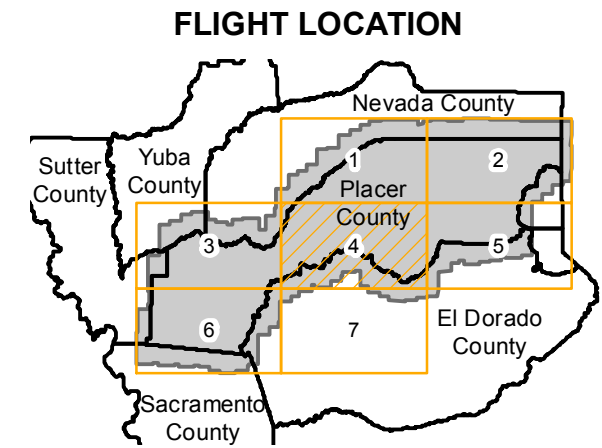 FLIGHT LOCATION
Nevada County
Sutter
County
Yuba
County
1
2
Placer
County
3
4
5
6
7
El Dorado
County
Sacramento
County